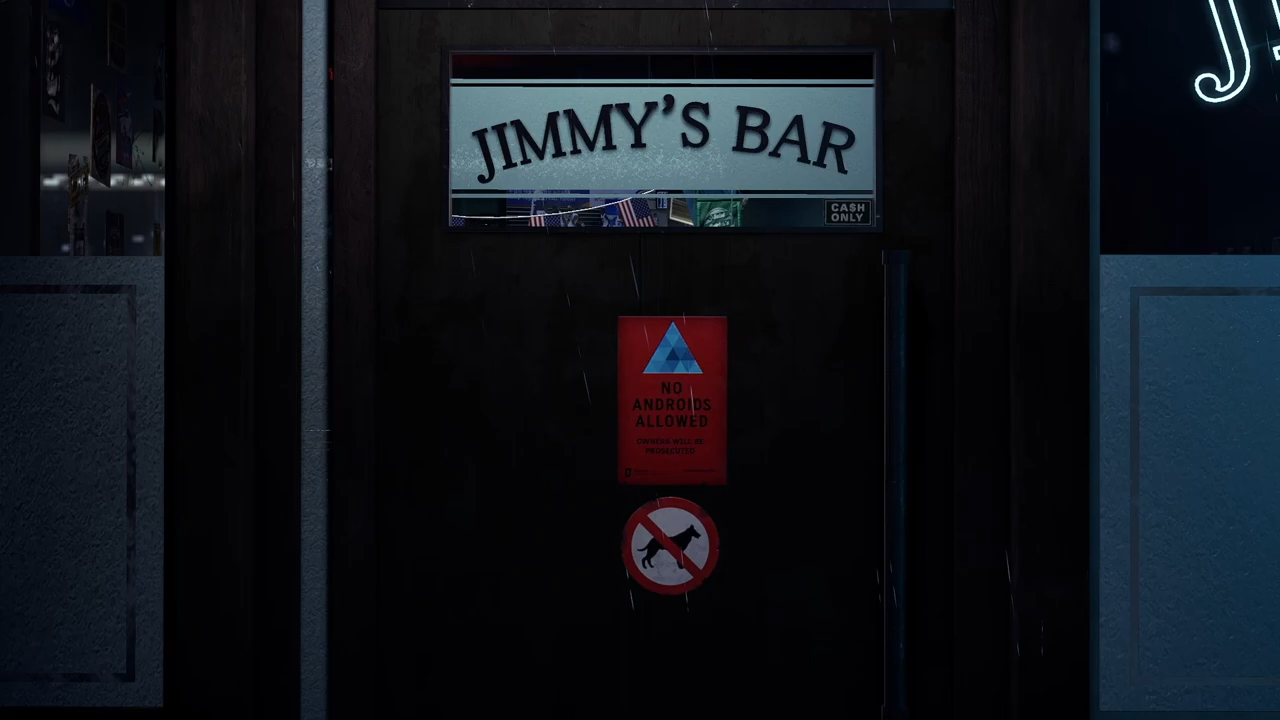 JIMMY'S BAR
CASH
ONLY
NO
ANDROIDS
ALLOWED
OWNERS WILL BE
PROSECUTED